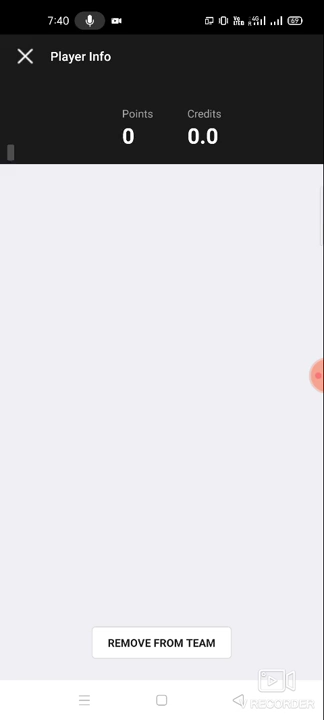 7:40
Player Info
Points Credits
0 0.0
REMOVE FROM TEAM
RECORDER